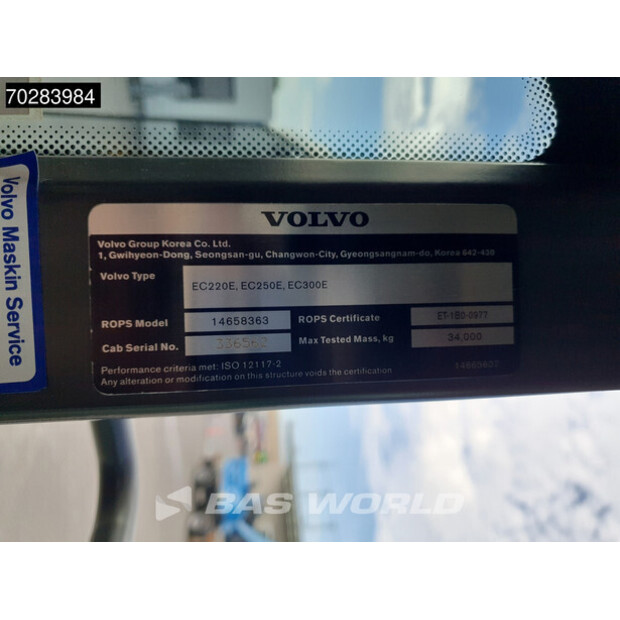 70283984
Volvo Maskin Service
VOLVO
Volvo Group Korea Co. Ltd.
1, Gwihyeon-Dong, Seongsan-gu, Changwon-City, Gyeongsangnam-do, Korea 642-439
Volvo Type
EC220E, EC250E, EC300E
ROPS Model 14658363 ROPS Certificate ET-1B0-0977
Cab Serial No. Max Tested Mass, kg 34,000
Performance criteria met: ISO 12117-2
Any alteration or modification on this structure voids the certification
BAS WORLD